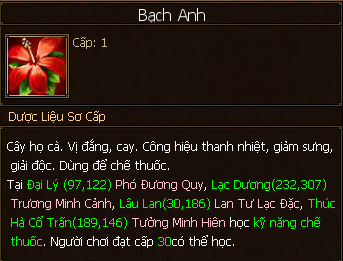 Bạch Anh
Cấp: 1
Dược Liệu Sơ Cấp
Cây họ cà. Vị đắng, cay. Công hiệu thanh nhiệt, giảm sưng,
giải độc. Dùng để chế thuốc.
Tại Đại Lý (97,122) Phó Đương Quy, Lạc Dương(232,307)
Trương Minh Cảnh, Lâu Lan(30,186) Lan Tư Lạc Đặc, Thúc
Hà Cổ Trấn(189,146) Tưởng Minh Hiên học kỹ năng chế
thuốc. Người chơi đạt cấp 30có thể học.